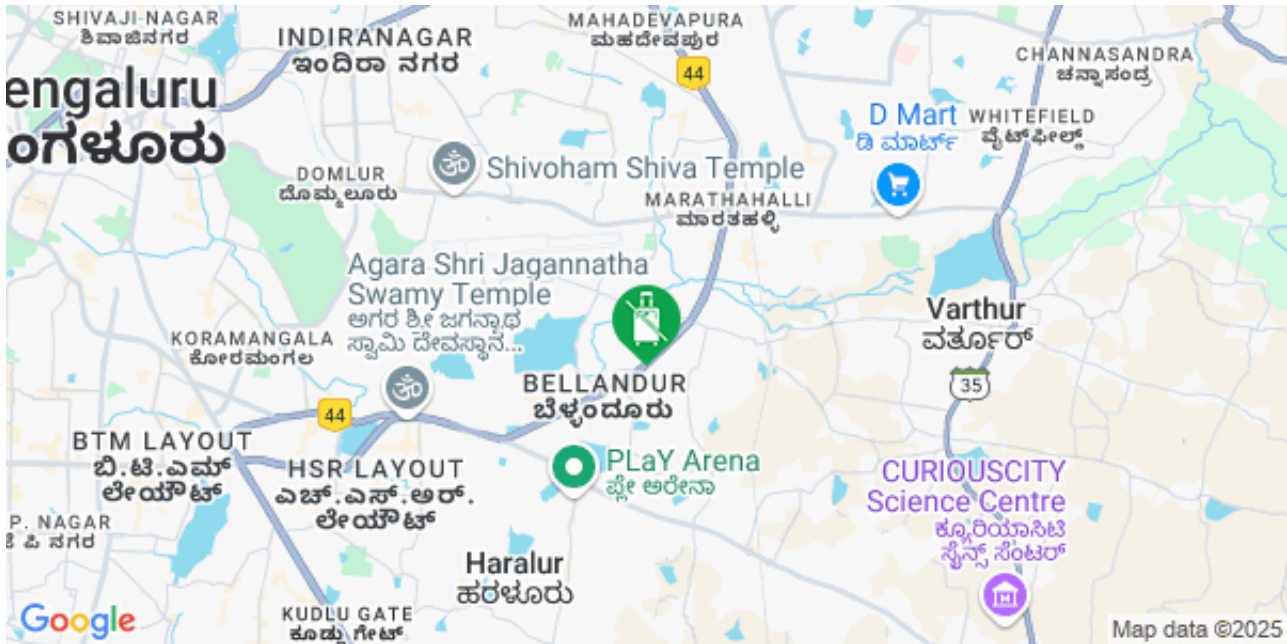 SHIVAJI NAGAR
ಶಿವಾಜಿನಗರ
INDIRANAGAR
ಇಂದಿರಾ ನಗರ
MAHADEVAPURA
ಮಹದೇವಪುರ
44
CHANNASANDRA
ಚನ್ನಾಸಂದ್ರ
engaluru
ಂಗಳೂರು
D Mart
ಡಿ ಮಾರ್ಟ್
WHITEFIELD
ವೈಟ್‌ಫೀಲ್ಡ್
DOMLUR
ದೊಮ್ಮಲೂರು
Shivoham Shiva Temple
MARATHAHALLI
ಮಾರತಹಳ್ಳಿ
Agara Shri Jagannatha
Swamy Temple
ಅಗರ ಶ್ರೀ ಜಗನ್ನಾಥ
ಸ್ವಾಮಿ ದೇವಸ್ಥಾನ...
Varthur
ವರ್ತೂರ್
KORAMANGALA
ಕೋರಮಂಗಲ
BELLANDUR
ಬೆಳ್ಳಂದೂರು
35
44
BTM LAYOUT
ಬಿ.ಟಿ.ಎಮ್
ಲೇಯೌಟ್
HSR LAYOUT
ಎಚ್.ಎಸ್.ಅರ್.
ಲೇಯೌಟ್
PLaY Arena
ಪ್ಲೇ ಅರೇನಾ
CURIOUSCITY
Science Centre
ಕ್ಯೂರಿಯಾಸಿಟಿ
ಸೈನ್ಸ್ ಸೆಂಟರ್
P. NAGAR
ಪಿ ನಗರ
Haralur
ಹರಳೂರು
KUDLU GATE
ಕೂಡ್ಲು ಗೇಟ್
Google
Map data ©2025